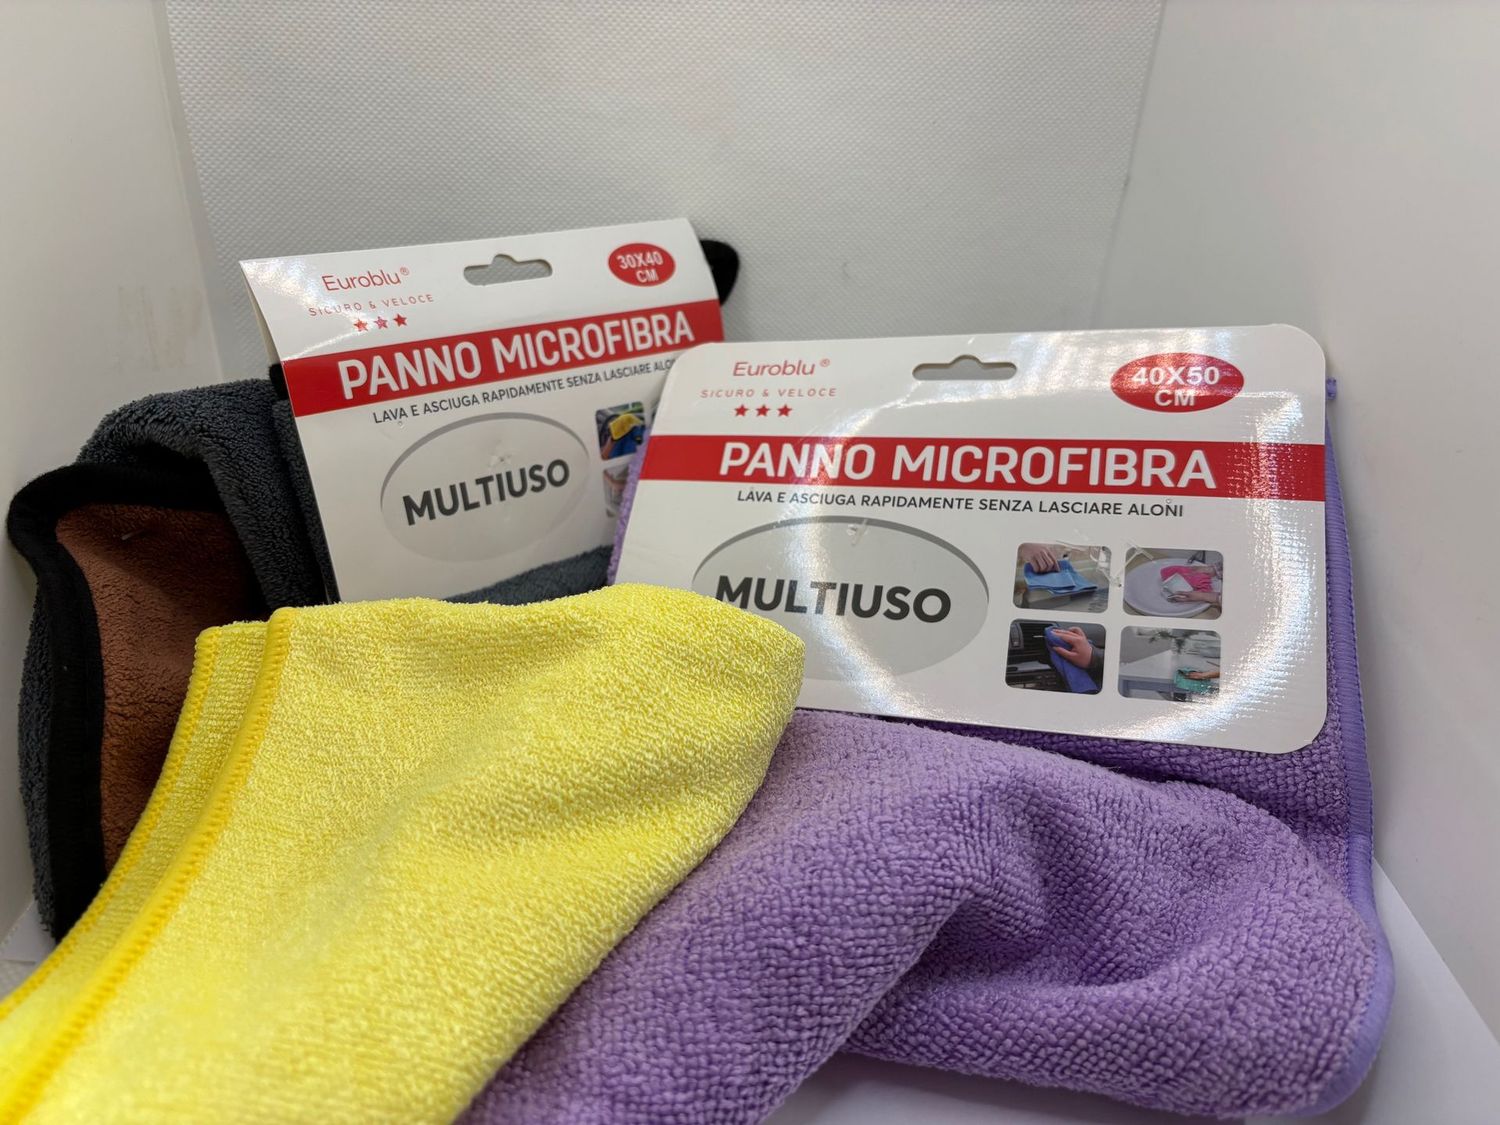 Euroblu®
SICURO & VELOCE
30X40
CM
PANNO MICROFIBRA
LAVA E ASCIUGA RAPIDAMENTE SENZA LASCIARE
MULTIUSO
Euroblu®
SICURO & VELOCE
40X50
CM
PANNO MICROFIBRA
LAVA E ASCIUGA RAPIDAMENTE SENZA LASCIARE ALONI
MULTIUSO